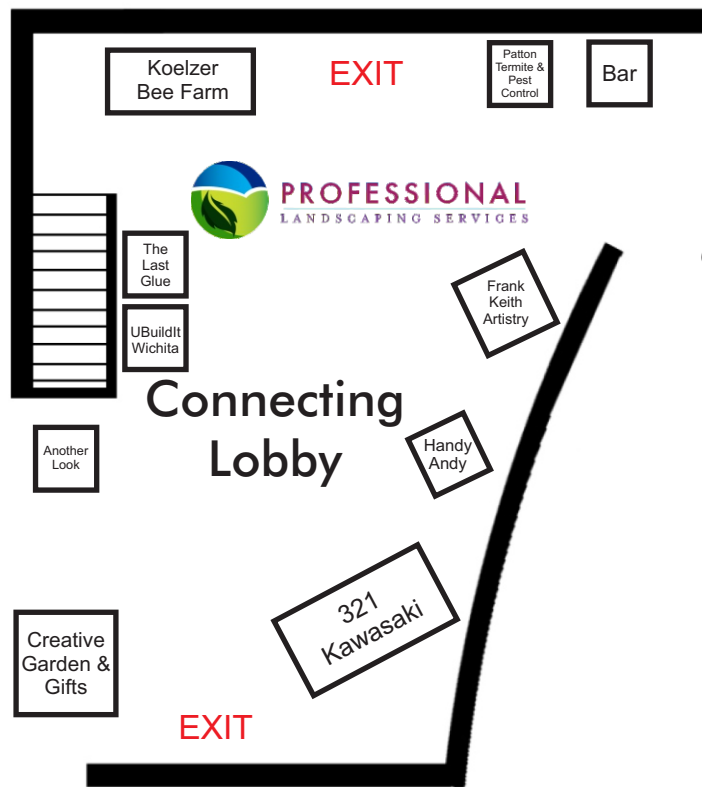 Koelzer
Bee Farm
EXIT
Patton
Termite &
Pest
Control
Bar
PROFESSIONAL
LANDSCAPING SERVICES
The
Last
Glue
Frank
Keith
Artistry
UBuildIt
Wichita
Connecting
Lobby
Another
Look
Handy
Andy
321
Kawasaki
Creative
Garden &
Gifts
EXIT